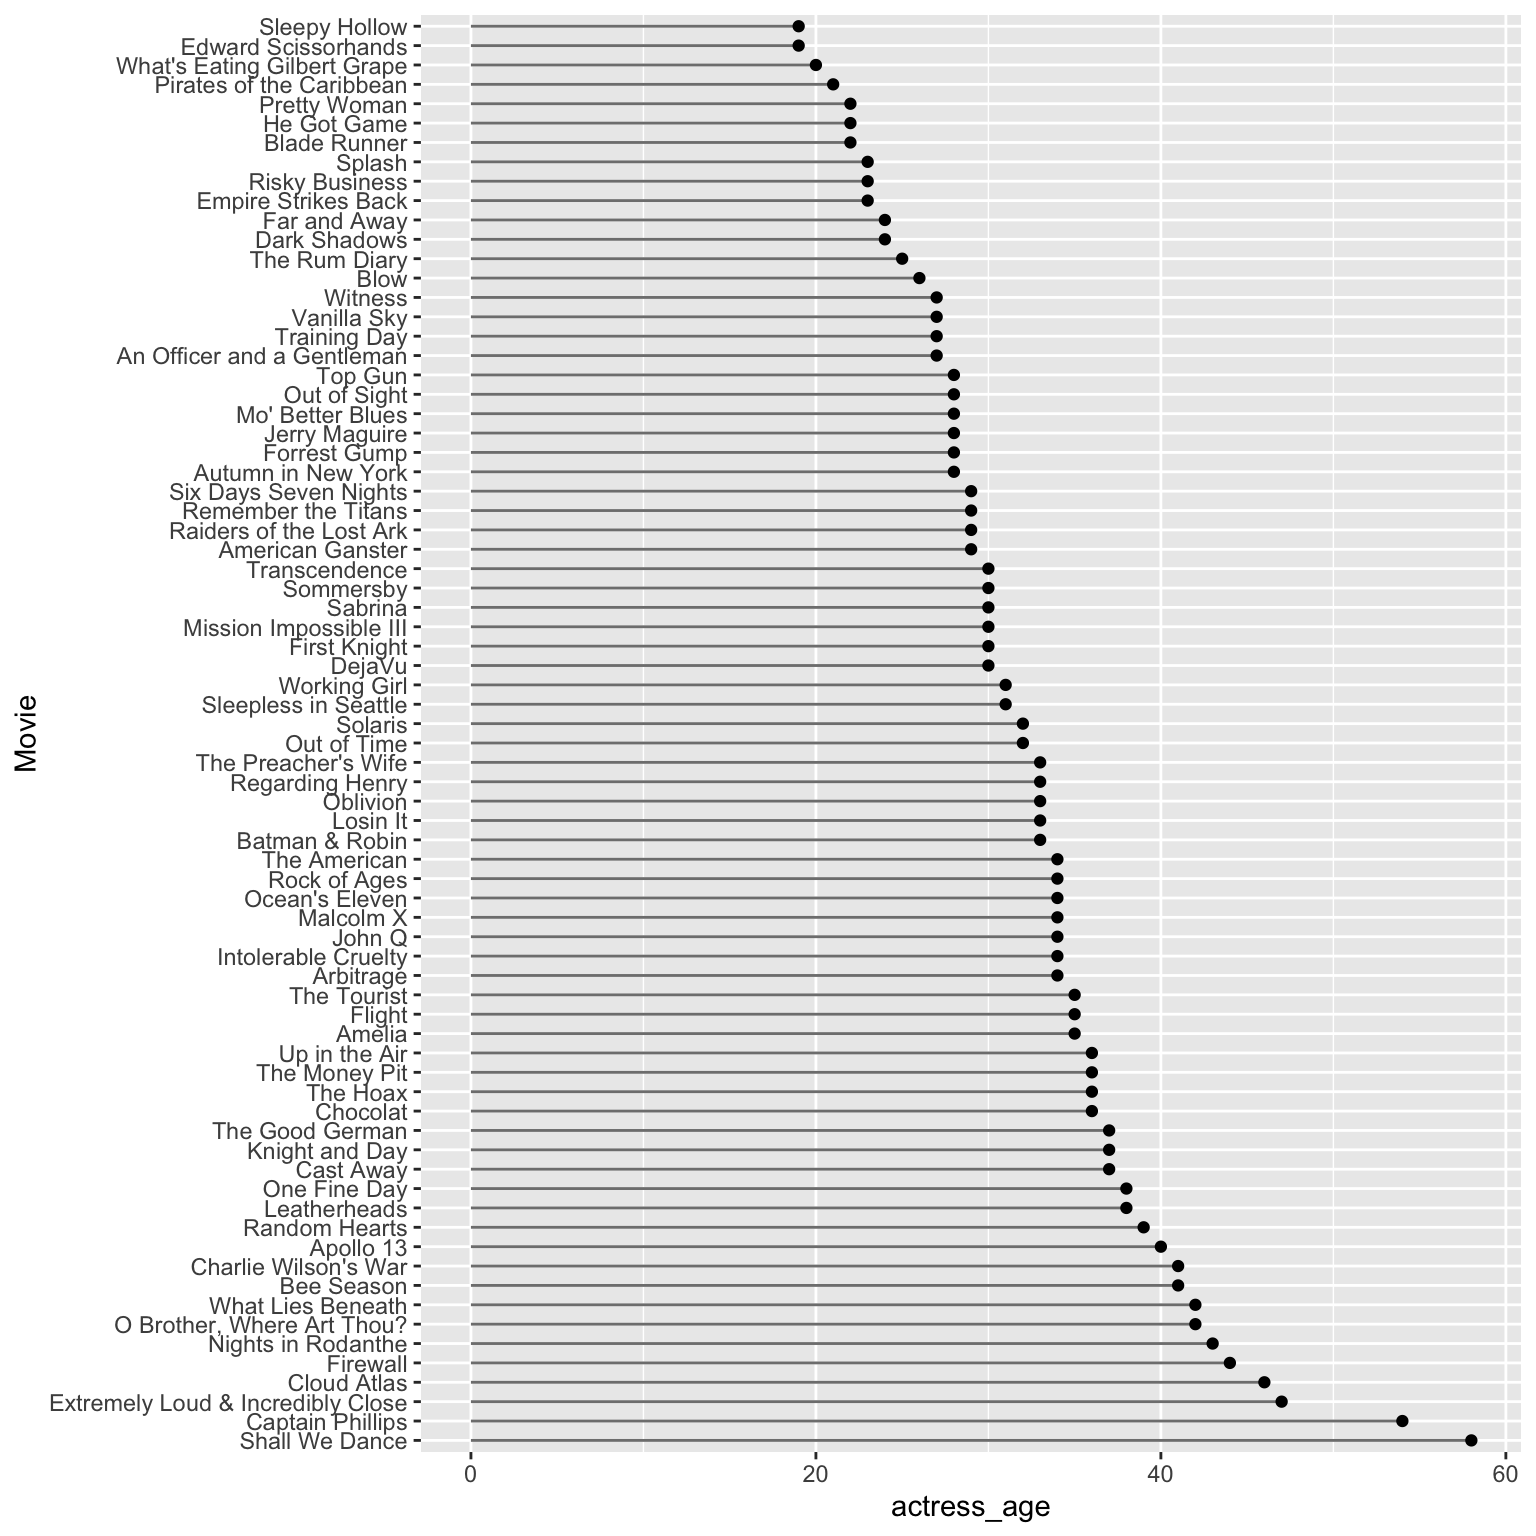 Sleepy Hollow
Edward Scissorhands
What's Eating Gilbert Grape
Pirates of the Caribbean
Pretty Woman
He Got Game
Blade Runner
Splash
Risky Business
Empire Strikes Back
Far and Away
Dark Shadows
The Rum Diary
Blow
Witness
Vanilla Sky
Training Day
An Officer and a Gentleman
Top Gun
Out of Sight
Mo' Better Blues
Jerry Maguire
Forrest Gump
Autumn in New York
Six Days Seven Nights
Remember the Titans
Raiders of the Lost Ark
American Ganster
Transcendence
Sommersby
Sabrina
Mission Impossible III
First Knight
DejaVu
Working Girl
Sleepless in Seattle
Solaris
Out of Time
The Preacher's Wife
Regarding Henry
Oblivion
Losin It
Batman & Robin
The American
Rock of Ages
Ocean's Eleven
Malcolm X
John Q
Intolerable Cruelty
Arbitrage
The Tourist
Flight
Amelia
Up in the Air
The Money Pit
The Hoax
Chocolat
The Good German
Knight and Day
Cast Away
One Fine Day
Leatherheads
Random Hearts
Apollo 13
Charlie Wilson's War
Bee Season
What Lies Beneath
O Brother, Where Art Thou?
Nights in Rodanthe
Firewall
Cloud Atlas
Extremely Loud & Incredibly Close
Captain Phillips
Shall We Dance
Movie
0 20 40 60
actress_age